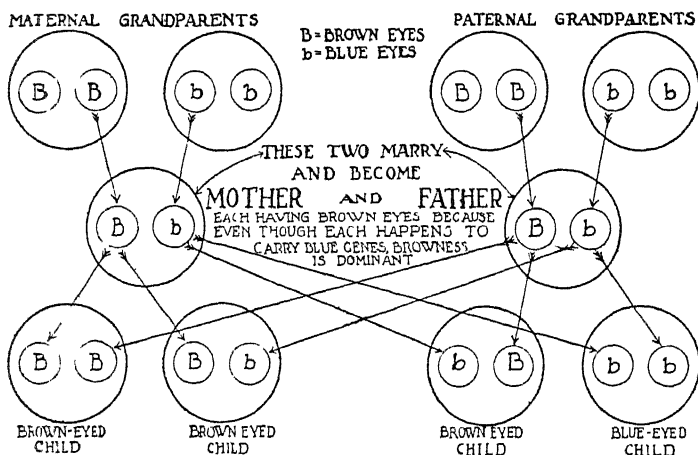 MATERNAL GRANDPARENTS
B=BROWN EYES
b=BLUE EYES
PATERNAL GRANDPARENTS
B B b b
B B b b
THESE TWO MARRY
AND BECOME
MOTHER AND FATHER
EACH HAVING BROWN EYES BECAUSE
EVEN THOUGH EACH HAPPENS TO
CARRY BLUE GENES, BROWNESS
IS DOMINANT
B b
B b
B B
B b
b B
b b
BROWN-EYED
CHILD
BROWN EYED
CHILD
BROWN EYED
CHILD
BLUE-EYED
CHILD